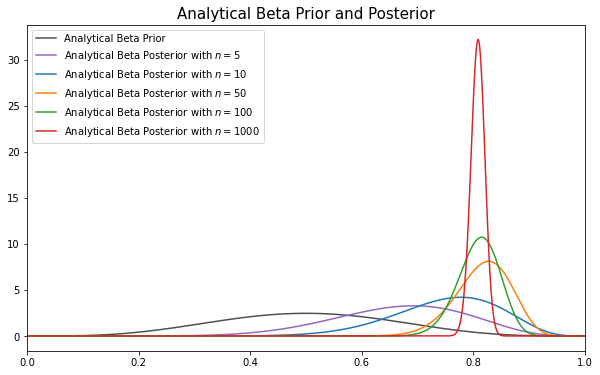 Analytical Beta Prior and Posterior
Analytical Beta Prior
Analytical Beta Posterior with n = 5
Analytical Beta Posterior with n = 10
Analytical Beta Posterior with n = 50
Analytical Beta Posterior with n = 100
Analytical Beta Posterior with n = 1000
30
25
20
15
10
5
0
0.0 0.2 0.4 0.6 0.8 1.0